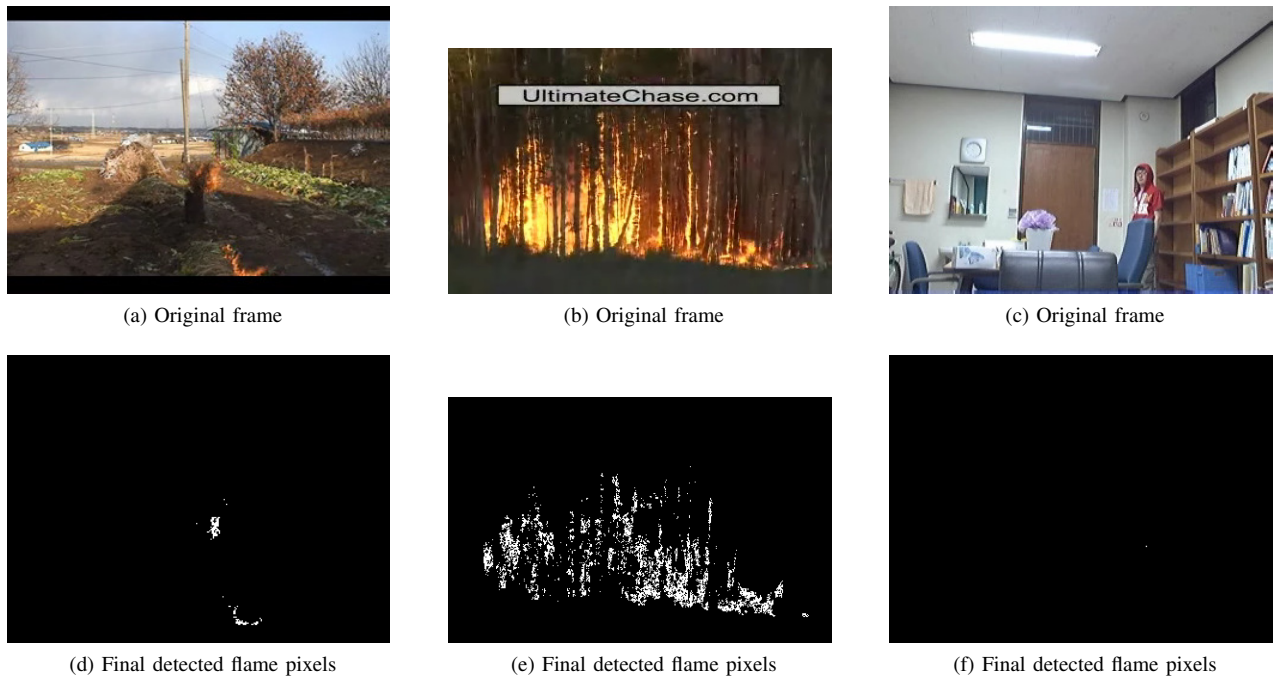 UltimateChase.com
(a) Original frame
(b) Original frame
(c) Original frame
(d) Final detected flame pixels
(e) Final detected flame pixels
(f) Final detected flame pixels